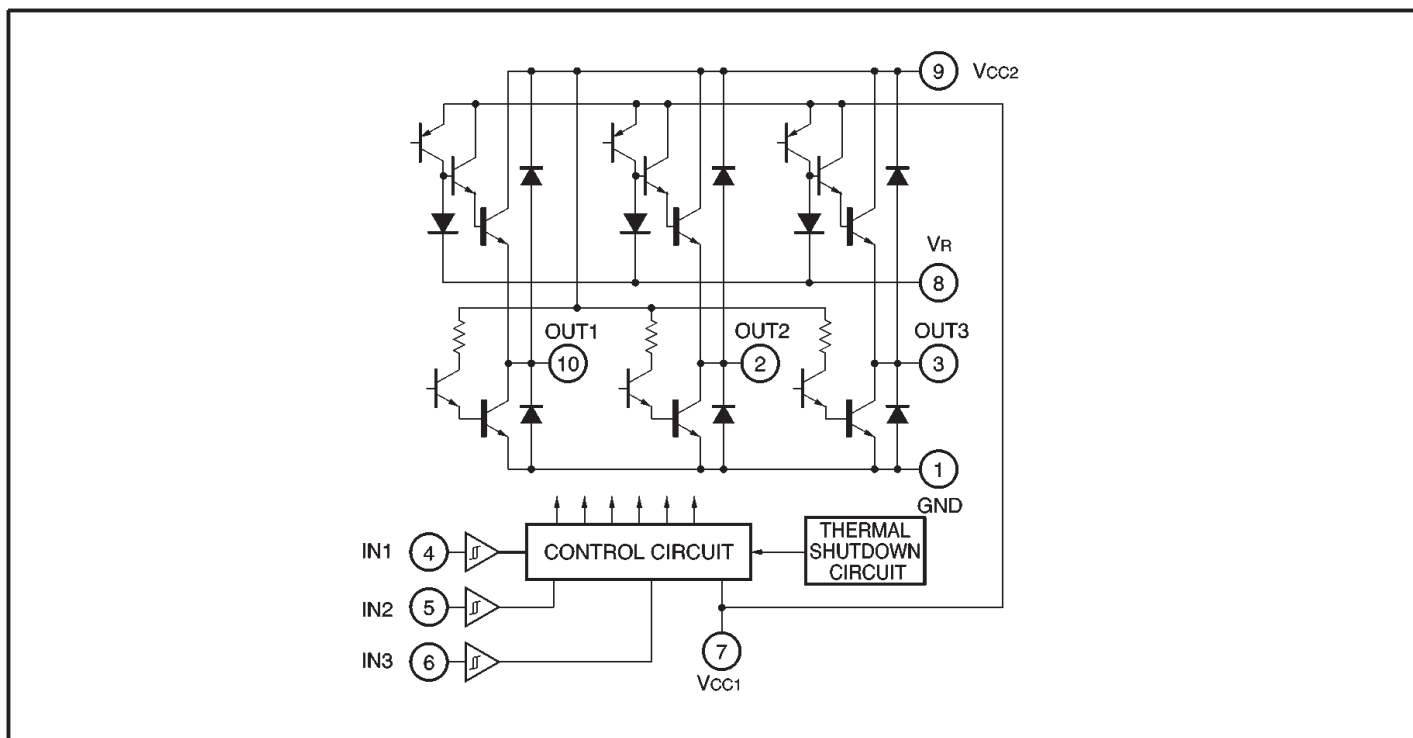 9 VCC2
VR
8
OUT1 OUT2 OUT3
10 2 3
1
GND
IN1 4 CONTROL CIRCUIT
THERMAL
SHUTDOWN
CIRCUIT
IN2 5
IN3 6
7
VCC1